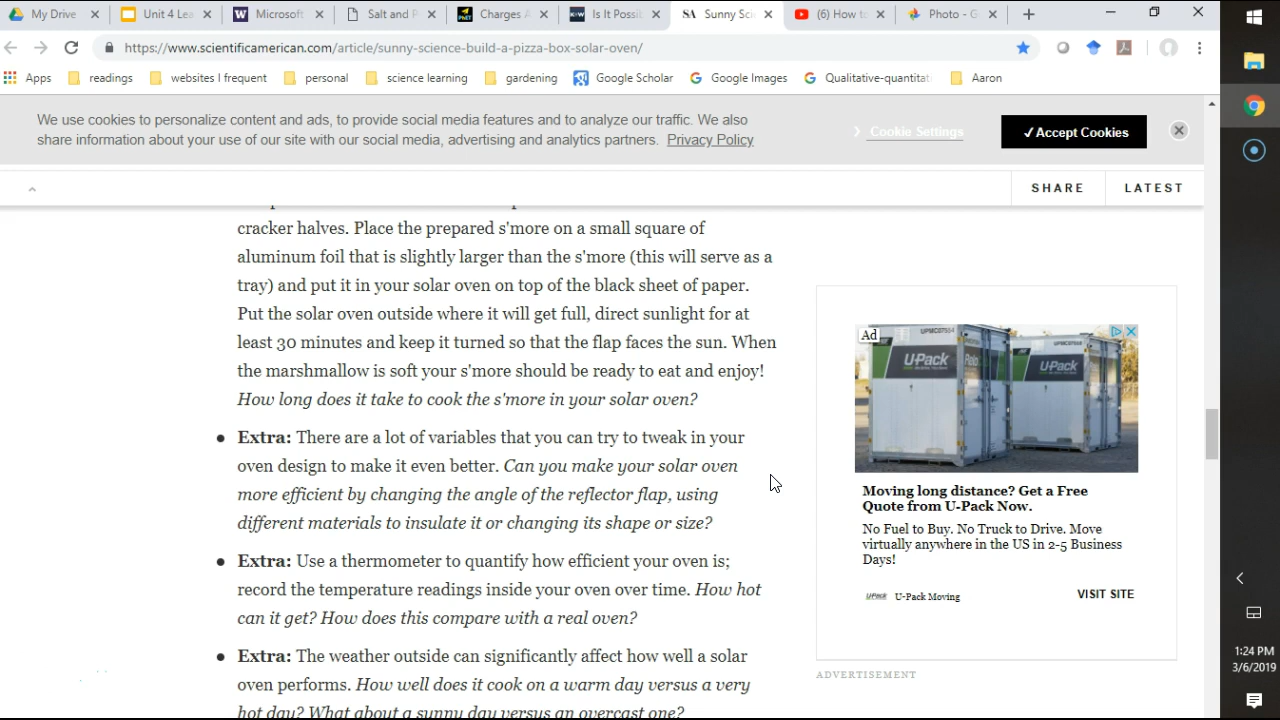 My Drive
Unit 4 Lea
Microsoft
Salt and P
Charges A
Is It Possib
Sunny Scie
(6) How to
Photo - G
https://www.scientificamerican.com/article/sunny-science-build-a-pizza-box-solar-oven/
Apps
readings
websites I frequent
personal
science learning
gardening
Google Scholar
Google Images
Qualitative-quantitat
Aaron
We use cookies to personalize content and ads, to provide social media features and to analyze our traffic. We also
share information about your use of our site with our social media, advertising and analytics partners. Privacy Policy
Cookie Settings
✓Accept Cookies
SHARE
LATEST
cracker halves. Place the prepared s'more on a small square of
aluminum foil that is slightly larger than the s'more (this will serve as a
tray) and put it in your solar oven on top of the black sheet of paper.
Put the solar oven outside where it will get full, direct sunlight for at
least 30 minutes and keep it turned so that the flap faces the sun. When
the marshmallow is soft your s'more should be ready to eat and enjoy!
How long does it take to cook the s'more in your solar oven?
● Extra: There are a lot of variables that you can try to tweak in your
oven design to make it even better. Can you make your solar oven
more efficient by changing the angle of the reflector flap, using
different materials to insulate it or changing its shape or size?
● Extra: Use a thermometer to quantify how efficient your oven is;
record the temperature readings inside your oven over time. How hot
can it get? How does this compare with a real oven?
● Extra: The weather outside can significantly affect how well a solar
oven performs. How well does it cook on a warm day versus a very
hot day? What about a sunny day versus an overcast one?
Ad
U-Pack
U-Pack
Moving long distance? Get a Free
Quote from U-Pack Now.
No Fuel to Buy. No Truck to Drive. Move
virtually anywhere in the US in 2-5 Business
Days!
U-Pack
U-Pack Moving
VISIT SITE
ADVERTISEMENT
1:24 PM
3/6/2019